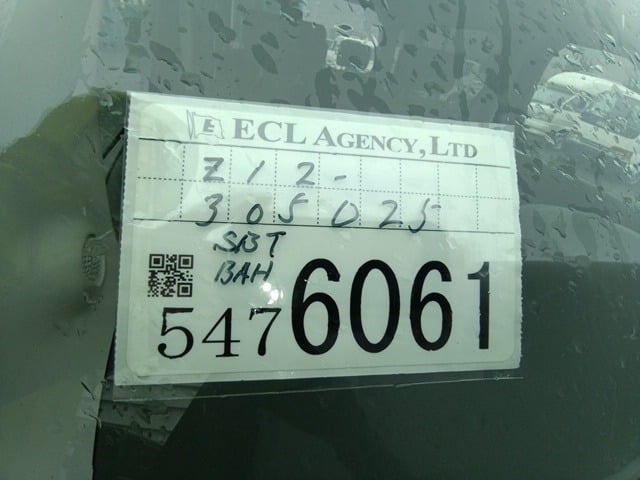 E ECL AGENCY, LTD
Z12-
305025
SBT
BAH
5476061